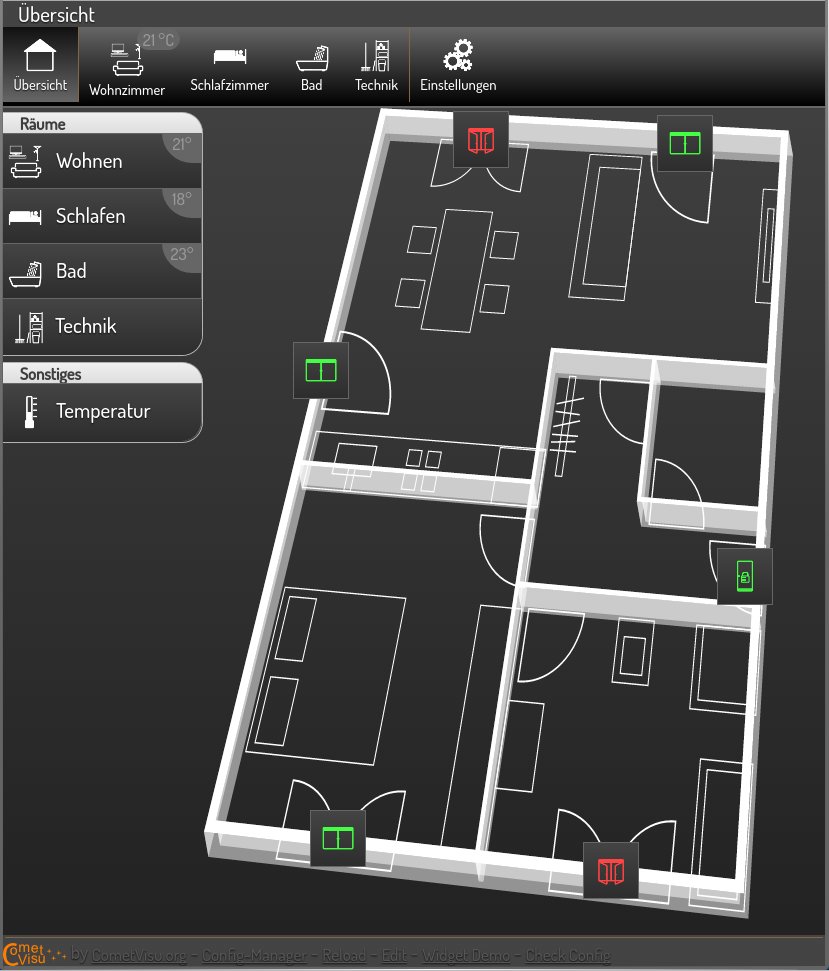 Übersicht
21 °C
Übersicht
Wohnzimmer
Schlafzimmer
Bad
Technik
Einstellungen
Räume
Wohnen
21°
Schlafen
18°
Bad
23°
Technik
Sonstiges
Temperatur
Comet Visu by CometVisu.org - Config-Manager - Reload - Edit - Widget Demo - Check Config